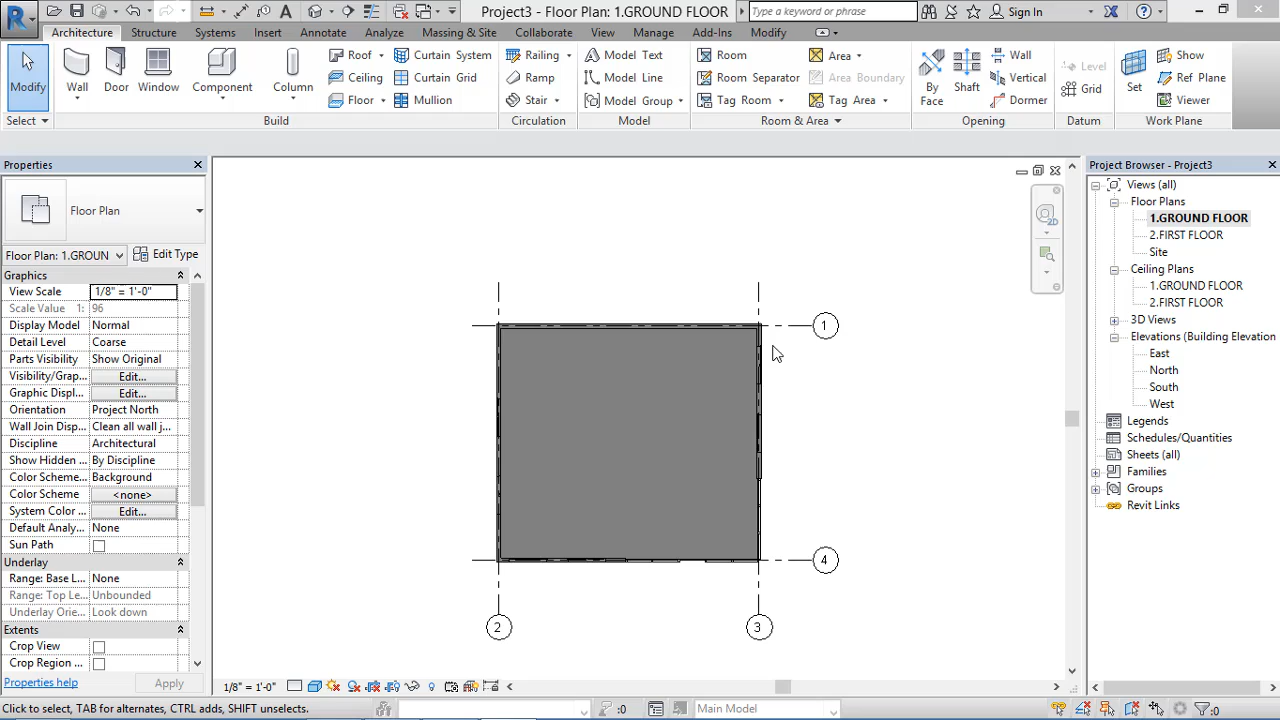 Project3 - Floor Plan: 1.GROUND FLOOR
Type a keyword or phrase
Sign In
Architecture Structure Systems Insert Annotate Analyze Massing & Site Collaborate View Manage Add-Ins Modify
Modify
Wall
Door
Window
Component
Column
Roof
Ceiling
Floor
Curtain System
Curtain Grid
Mullion
Railing
Ramp
Stair
Model Text
Model Line
Model Group
Room
Room Separator
Tag Room
Area
Area Boundary
Tag Area
By Face
Shaft
Wall
Vertical
Dormer
Level
Grid
Set
Show
Ref Plane
Viewer
Select
Build
Circulation
Model
Room & Area
Opening
Datum
Work Plane
Properties
Floor Plan
Floor Plan: 1.GROUN
Edit Type
Graphics
View Scale 1/8" = 1'-0"
Scale Value 1: 96
Display Model Normal
Detail Level Coarse
Parts Visibility Show Original
Visibility/Grap... Edit...
Graphic Displ... Edit...
Orientation Project North
Wall Join Disp... Clean all wall j...
Discipline Architectural
Show Hidden ... By Discipline
Color Scheme... Background
Color Scheme <none>
System Color ... Edit...
Default Analy... None
Sun Path
Underlay
Range: Base L... None
Range: Top Le... Unbounded
Underlay Orie... Look down
Extents
Crop View
Crop Region ...
Properties help
Apply
2D
1
4
2
3
1/8" = 1'-0"
Project Browser - Project3
Views (all)
Floor Plans
1.GROUND FLOOR
2.FIRST FLOOR
Site
Ceiling Plans
1.GROUND FLOOR
2.FIRST FLOOR
3D Views
Elevations (Building Elevation
East
North
South
West
Legends
Schedules/Quantities
Sheets (all)
Families
Groups
Revit Links
Click to select, TAB for alternates, CTRL adds, SHIFT unselects.
:0
Main Model
:0